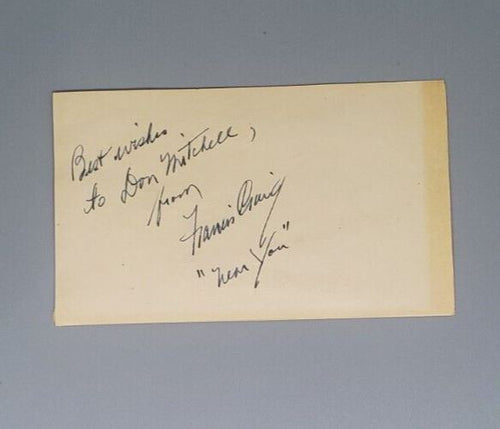 Best wishes
to Don Mitchell,
from
Francis Craig
"Near You"